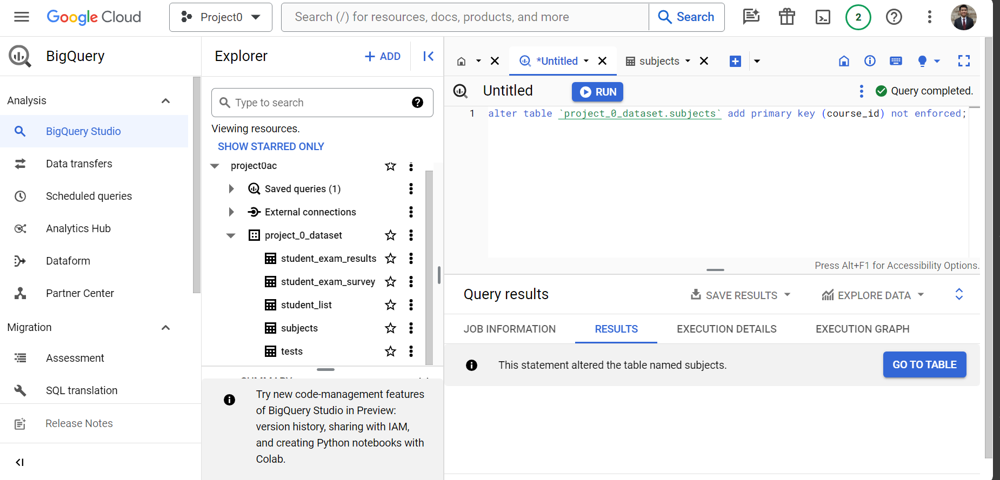 Google Cloud
Project0
Search (/) for resources, docs, products, and more
Search
2
BigQuery
Analysis
BigQuery Studio
Data transfers
Scheduled queries
Analytics Hub
Dataform
Partner Center
Migration
Assessment
SQL translation
Release Notes
Explorer
+ ADD
Type to search
Viewing resources.
SHOW STARRED ONLY
project0ac
Saved queries (1)
External connections
project_0_dataset
student_exam_results
student_exam_survey
student_list
subjects
tests
SUMMARY
Try new code-management features
of BigQuery Studio in Preview:
version history, sharing with IAM,
and creating Python notebooks with
Colab.
*Untitled
subjects
Untitled
RUN
Query completed.
1 alter table `project_0_dataset.subjects` add primary key (course_id) not enforced;
Press Alt+F1 for Accessibility Options.
Query results
SAVE RESULTS
EXPLORE DATA
JOB INFORMATION
RESULTS
EXECUTION DETAILS
EXECUTION GRAPH
This statement altered the table named subjects.
GO TO TABLE